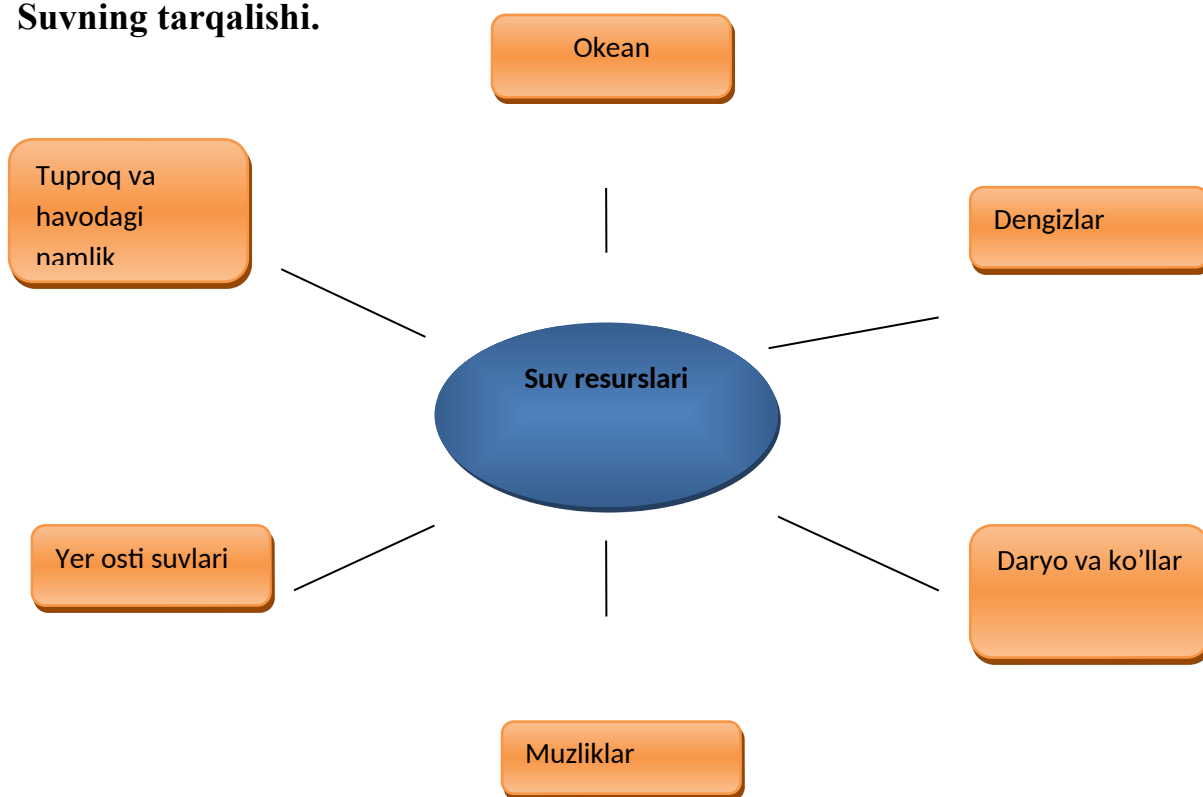 Suvning tarqalishi.
Okean
Tuproq va
havodagi
namlik
Dengizlar
Suv resurslari
Yer osti suvlari
Daryo va ko’llar
Muzliklar